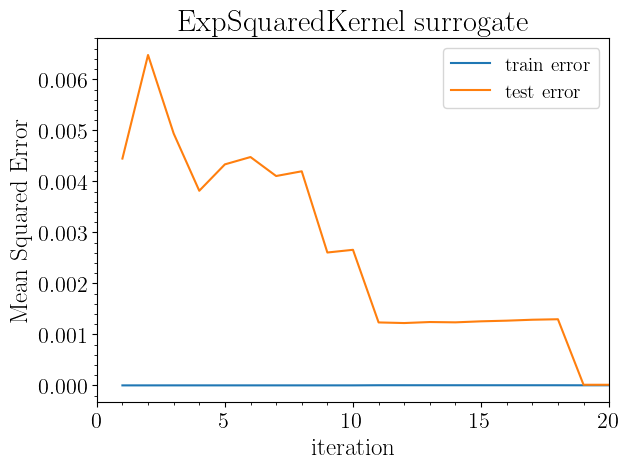 ExpSquaredKernel surrogate
train error
test error
Mean Squared Error
0.006
0.005
0.004
0.003
0.002
0.001
0.000
0 5 10 15 20
iteration